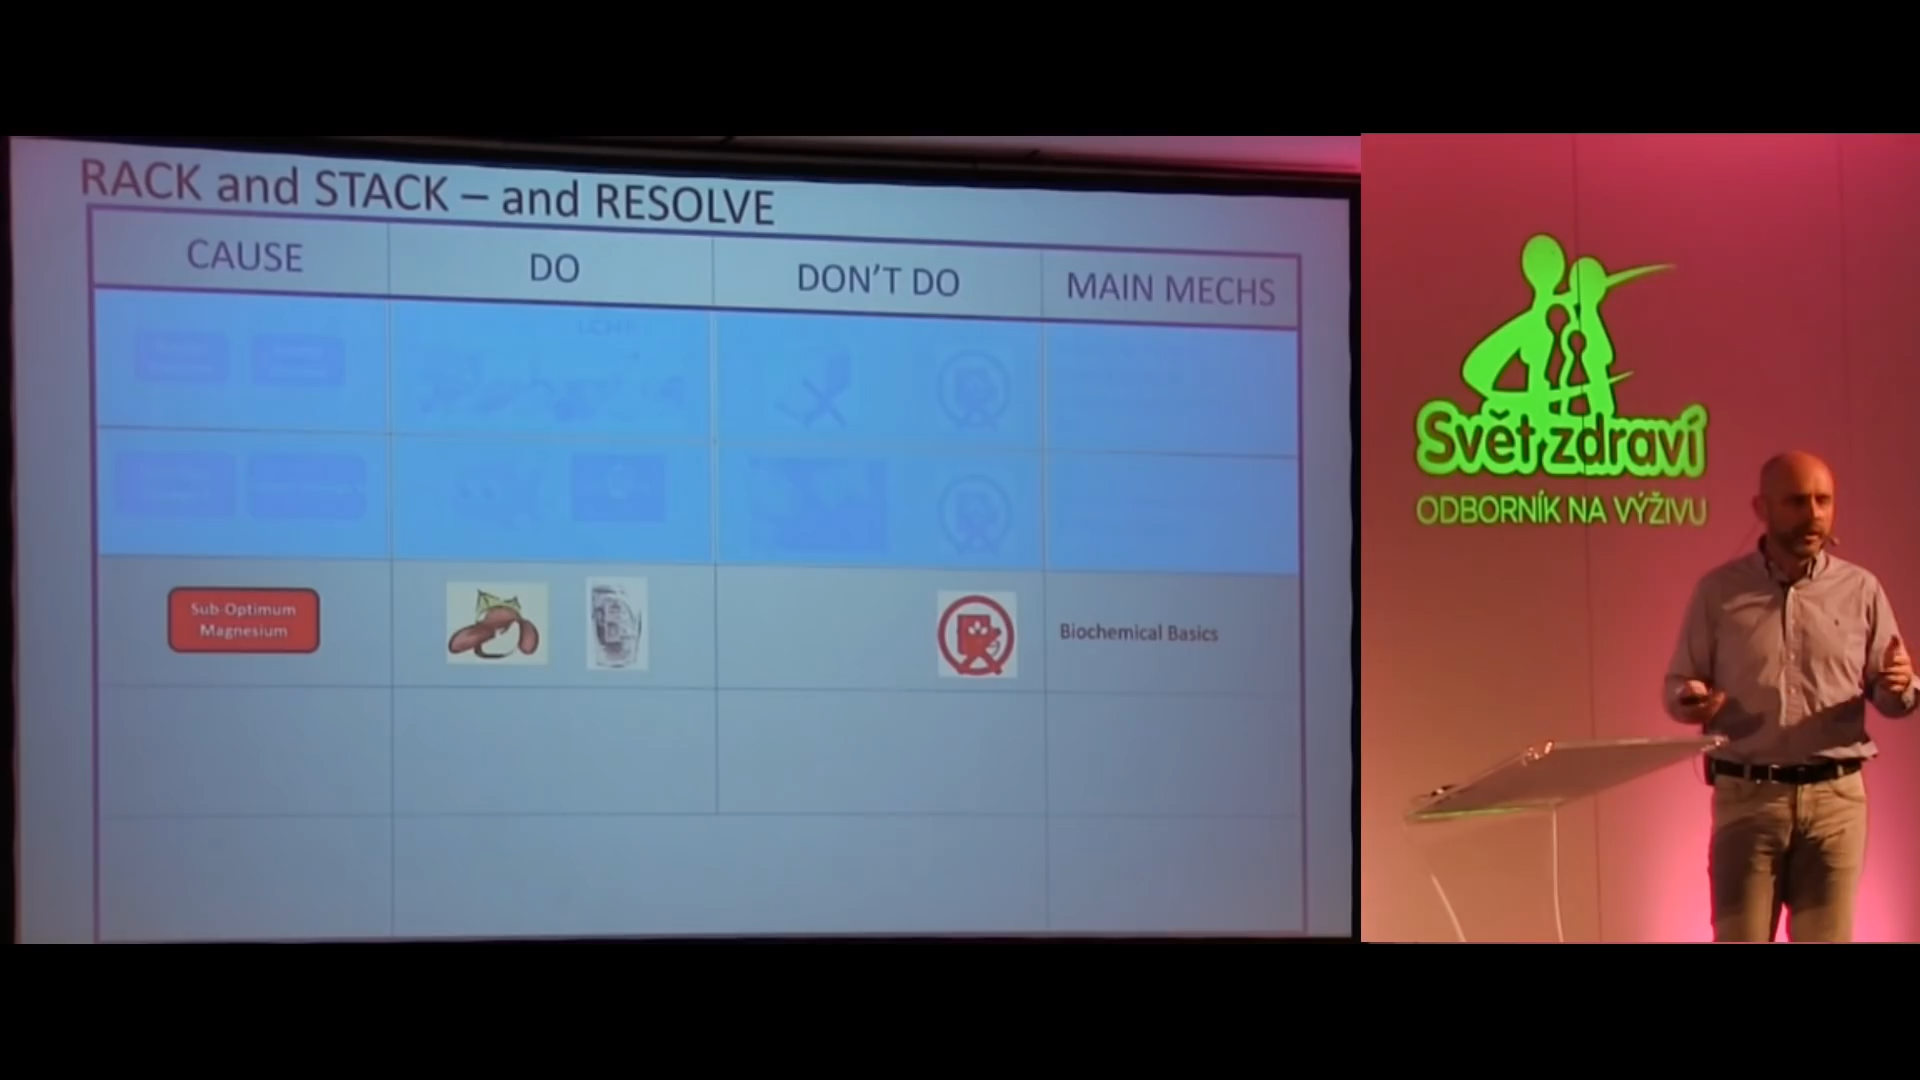 RACK and STACK – and RESOLVE
CAUSE
DO
DON'T DO
MAIN MECHS
Sub-Optimum
Magnesium
Biochemical Basics
Svět zdraví
ODBORNÍK NA VÝŽIVU